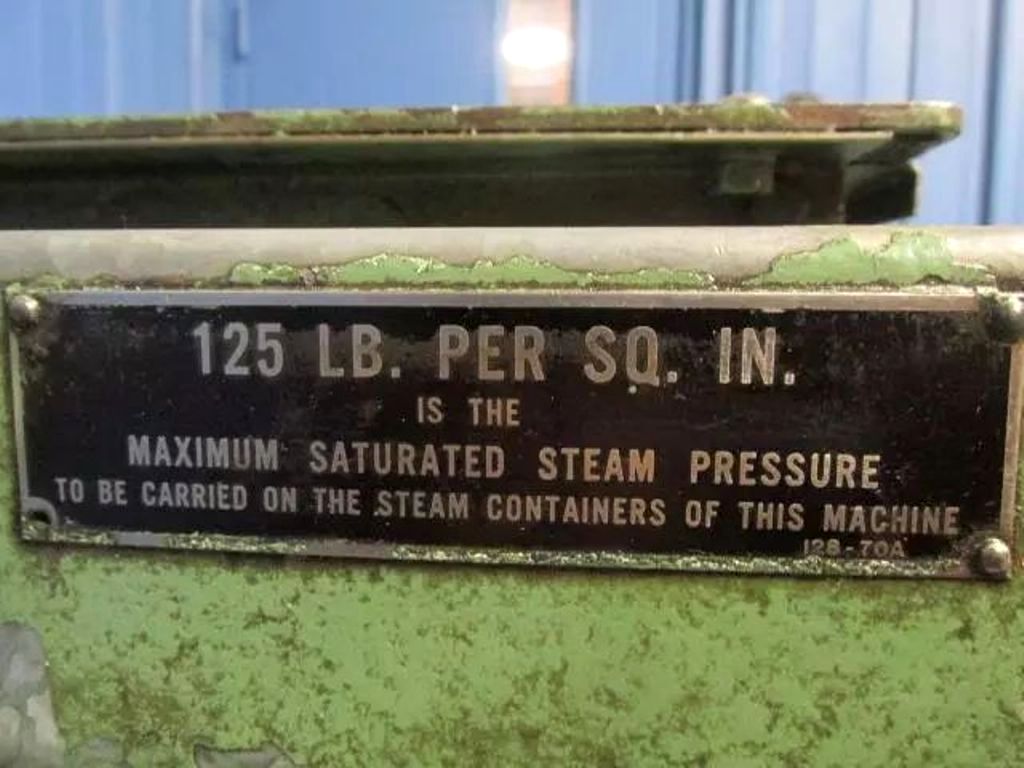 125 LB. PER SQ. IN.
IS THE
MAXIMUM SATURATED STEAM PRESSURE
TO BE CARRIED ON THE STEAM CONTAINERS OF THIS MACHINE
128-70A